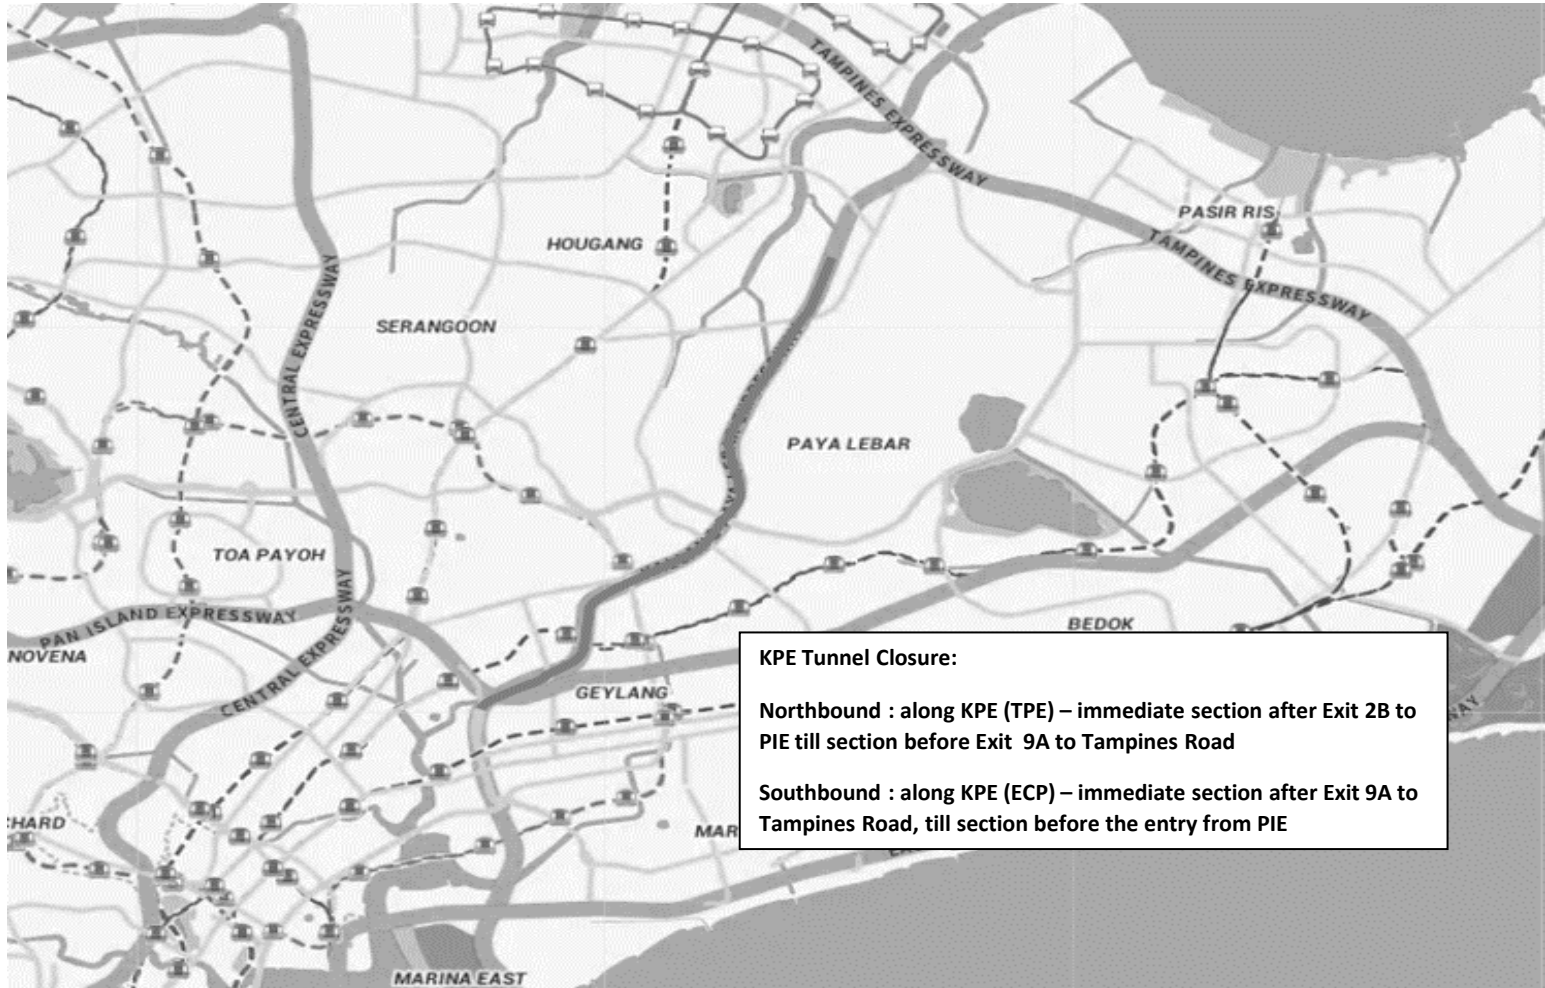 TAMPINES EXPRESSWAY
PASIR RIS
HOUGANG
TAMPINES EXPRESSWAY
CENTRAL EXPRESSWAY
SERANGOON
PAYA LEBAR
TOA PAYOH
PAN ISLAND EXPRESSWAY
CENTRAL EXPRESSWAY
NOVENA
BEDOK
GEYLANG
KPE Tunnel Closure:
Northbound : along KPE (TPE) – immediate section after Exit 2B to
PIE till section before Exit 9A to Tampines Road
Southbound : along KPE (ECP) – immediate section after Exit 9A to
Tampines Road, till section before the entry from PIE
WAY
CHARD
MAR
MARINA EAST